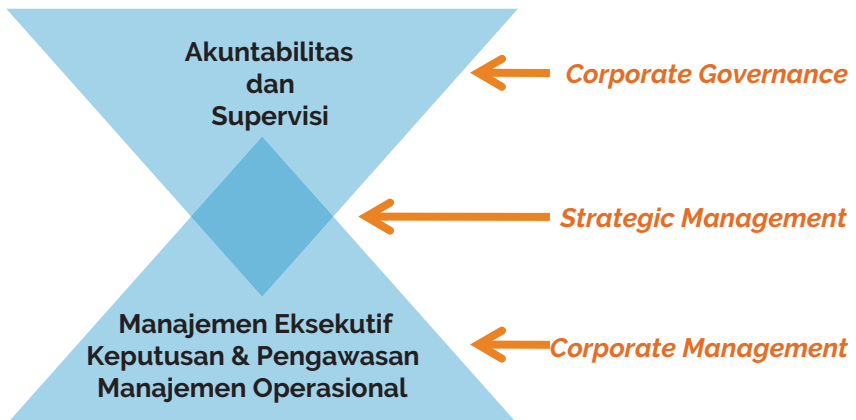 Akuntabilitas
dan
Supervisi
Corporate Governance
Strategic Management
Manajemen Eksekutif
Keputusan & Pengawasan
Manajemen Operasional
Corporate Management